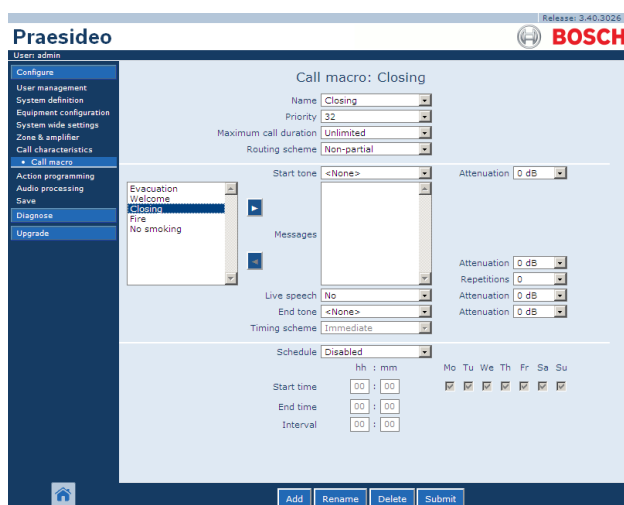 Release: 3.40.3026
Praesideo
BOSCH
User: admin
Configure
User management
System definition
Equipment configuration
System wide settings
Zone & amplifier
Call characteristics
• Call macro
Action programming
Audio processing
Save
Diagnose
Upgrade
Call macro: Closing
Name Closing
Priority 32
Maximum call duration Unlimited
Routing scheme Non-partial
Start tone <None> Attenuation 0 dB
Evacuation
Welcome
Closing
Fire
No smoking
Messages
Attenuation 0 dB
Repetitions 0
Live speech No Attenuation 0 dB
End tone <None> Attenuation 0 dB
Timing scheme Immediate
Schedule Disabled
hh : mm Mo Tu We Th Fr Sa Su
Start time 00 : 00
End time 00 : 00
Interval 00 : 00
Add Rename Delete Submit